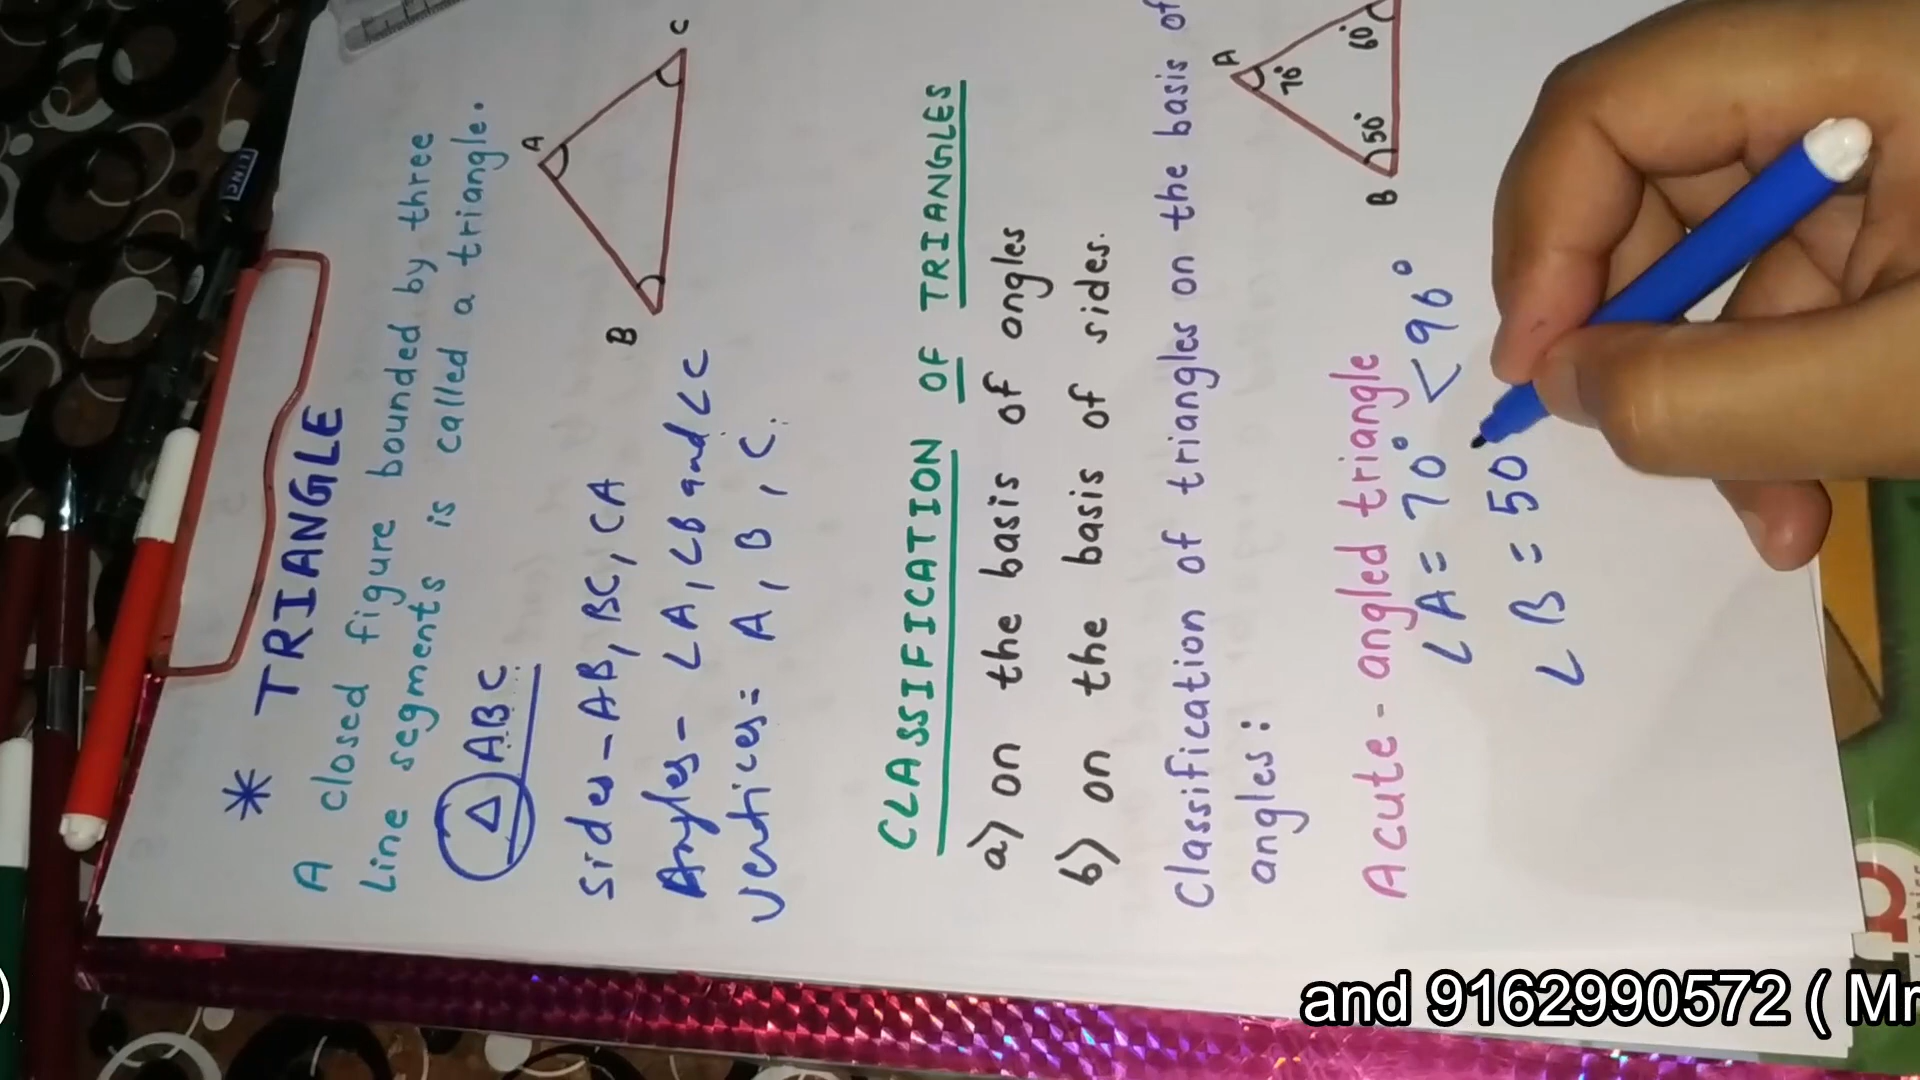 * TRIANGLE
A closed figure bounded by three
Line segments is called a triangle.
△ ABC
A
B
C
Sides - AB, BC, CA
Angles - ∠A, ∠B and ∠C
Vertices = A, B, C.
CLASSIFICATION OF TRIANGLES
a) on the basis of angles
b) on the basis of sides.
Classification of triangles on the basis of
angles:
A
70°
60°
50°
B
Acute - angled triangle
∠A = 70° < 90°
∠B = 50
and 9162990572 ( Mr
)